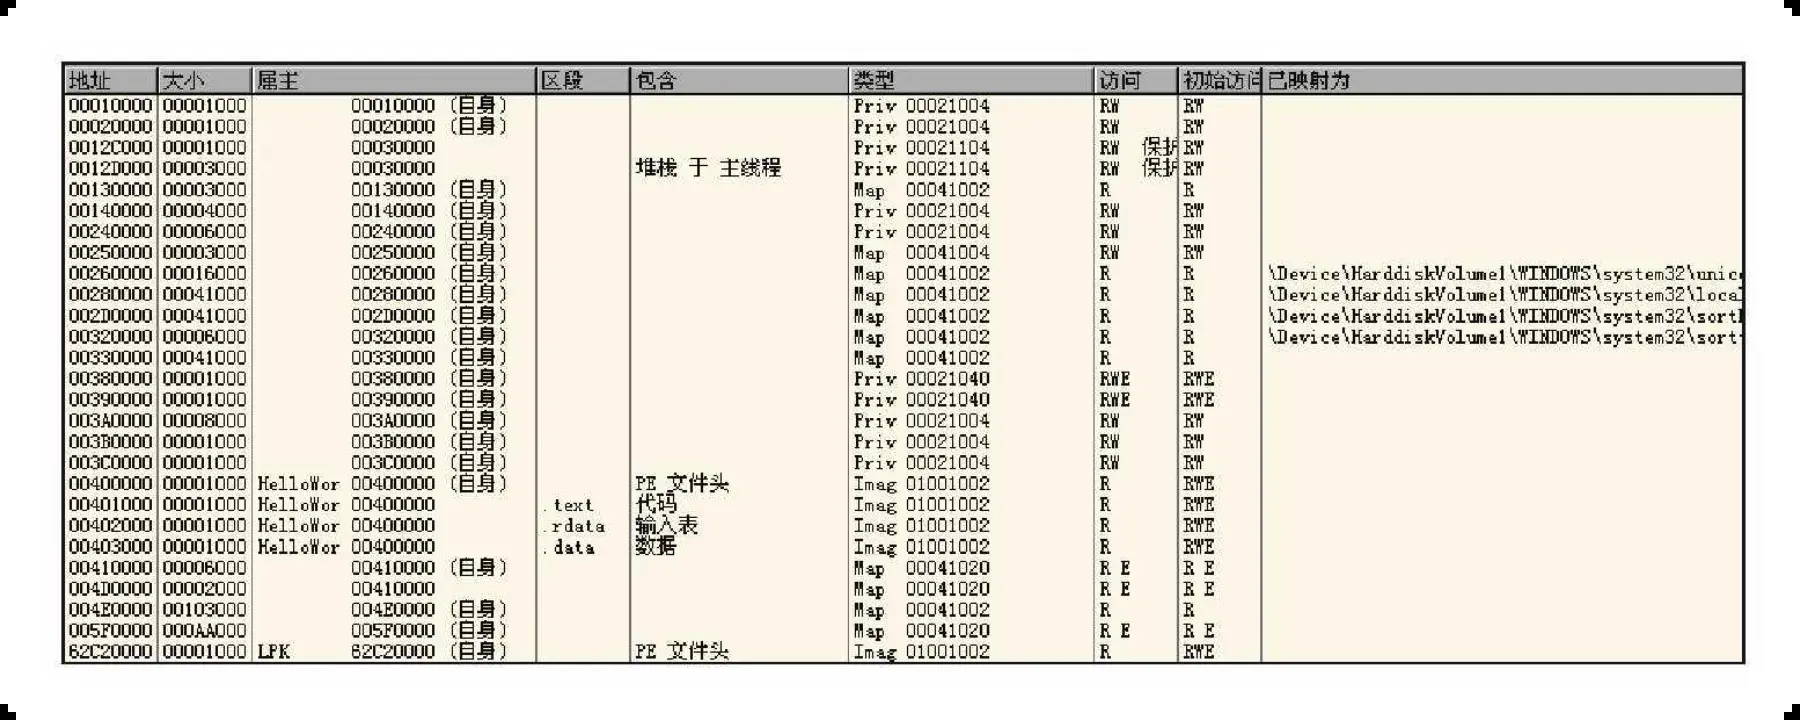 地址 大小 属主 区段 包含 类型 访问 初始访问 已映射为
00010000 00001000 00010000 (自身) Priv 00021004 RW RW
00020000 00001000 00020000 (自身) Priv 00021004 RW RW
0012C000 00001000 00030000 Priv 00021104 RW 保护 RW
0012D000 00003000 00030000 堆栈 于 主线程 Priv 00021104 RW 保护 RW
00130000 00003000 00130000 (自身) Map 00041002 R R
00140000 00004000 00140000 (自身) Priv 00021004 RW RW
00240000 00006000 00240000 (自身) Priv 00021004 RW RW
00250000 00003000 00250000 (自身) Map 00041004 RW RW
00260000 00016000 00260000 (自身) Map 00041002 R R \Device\HarddiskVolume1\WINDOWS\system32\unic
00280000 00041000 00280000 (自身) Map 00041002 R R \Device\HarddiskVolume1\WINDOWS\system32\loca
002D0000 00041000 002D0000 (自身) Map 00041002 R R \Device\HarddiskVolume1\WINDOWS\system32\sort
00320000 00006000 00320000 (自身) Map 00041002 R R \Device\HarddiskVolume1\WINDOWS\system32\sort
00330000 00041000 00330000 (自身) Map 00041002 R R
00380000 00001000 00380000 (自身) Priv 00021040 RWE RWE
00390000 00001000 00390000 (自身) Priv 00021040 RWE RWE
003A0000 00008000 003A0000 (自身) Priv 00021004 RW RW
003B0000 00001000 003B0000 (自身) Priv 00021004 RW RW
003C0000 00001000 003C0000 (自身) Priv 00021004 RW RW
00400000 00001000 HelloWor 00400000 (自身) PE 文件头 Imag 01001002 R RWE
00401000 00001000 HelloWor 00400000 .text 代码 Imag 01001002 R RWE
00402000 00001000 HelloWor 00400000 .rdata 输入表 Imag 01001002 R RWE
00403000 00001000 HelloWor 00400000 .data 数据 Imag 01001002 R RWE
00410000 00006000 00410000 (自身) Map 00041020 R E R E
004D0000 00002000 00410000 Map 00041020 R E R E
004E0000 00103000 004E0000 (自身) Map 00041002 R R
005F0000 000AA000 005F0000 (自身) Map 00041020 R E R E
62C20000 00001000 LPK 62C20000 (自身) PE 文件头 Imag 01001002 R RWE